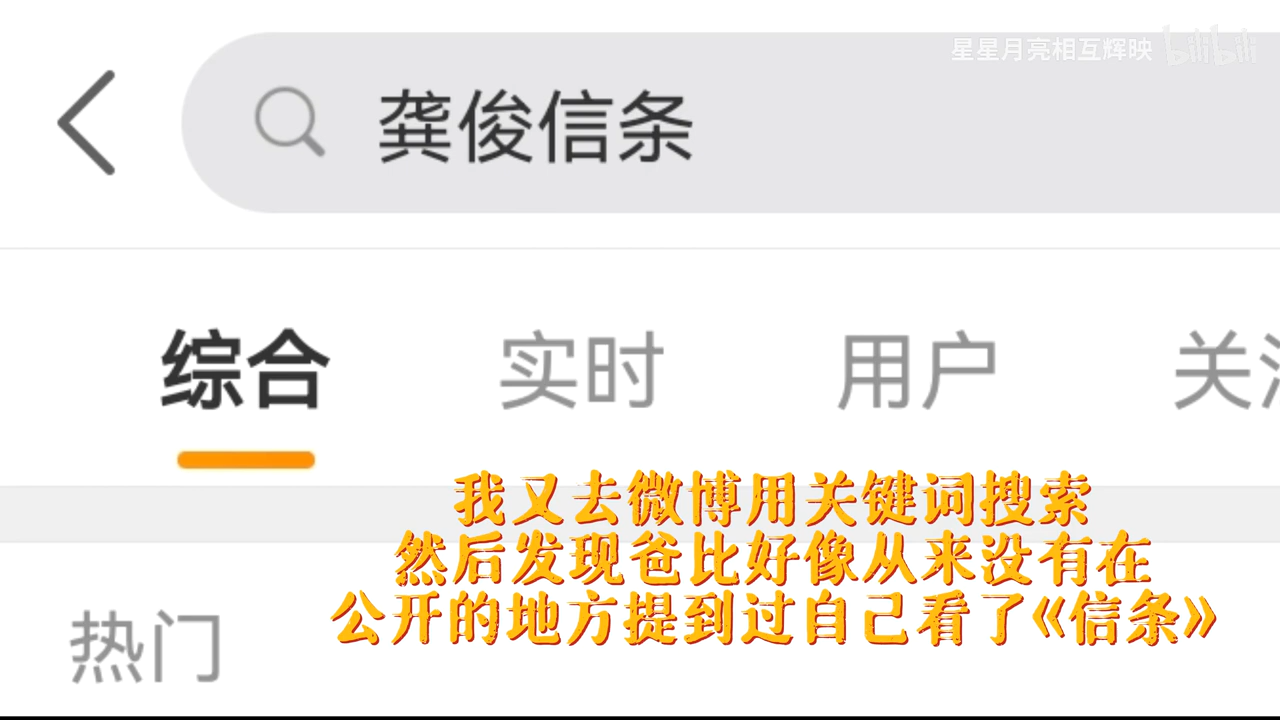 星星月亮相互辉映 bilibili
龚俊信条
综合 实时 用户 关
我又去微博用关键词搜索
然后发现爸比好像从来没有在
公开的地方提到过自己看了《信条》
热门